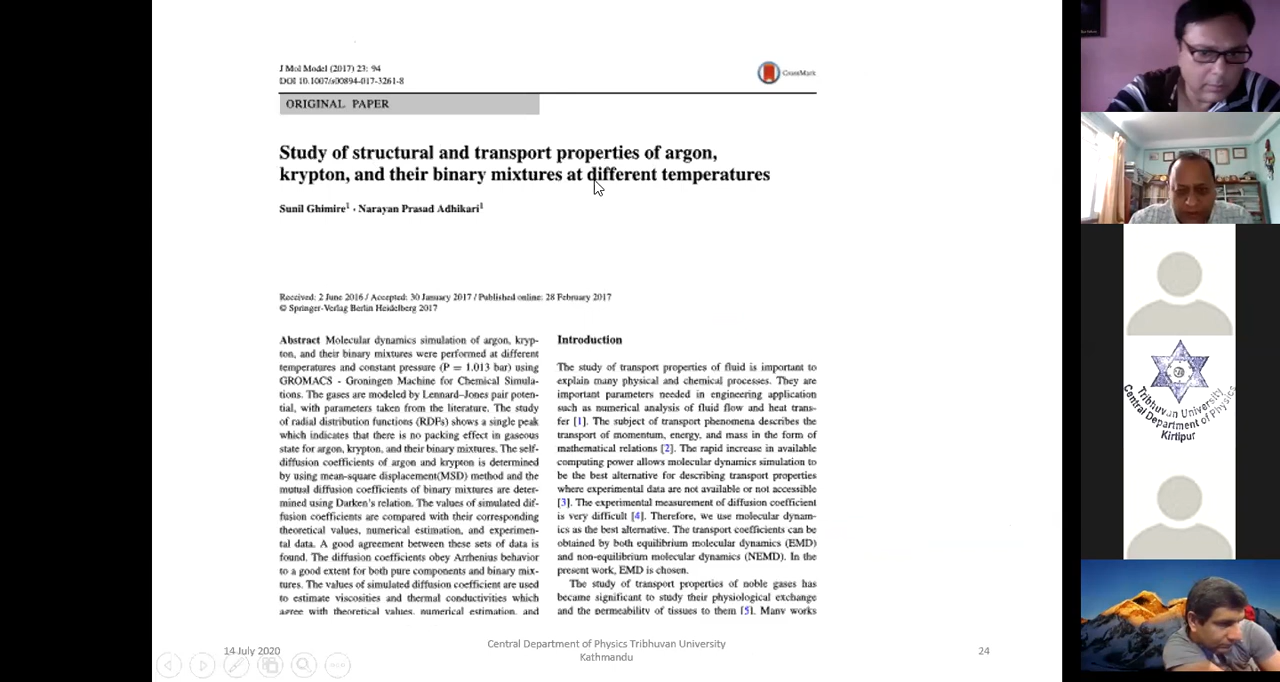 J Mol Model (2017) 23: 94
DOI 10.1007/s00894-017-3261-8
CrossMark
ORIGINAL PAPER
Study of structural and transport properties of argon,
krypton, and their binary mixtures at different temperatures
Sunil Ghimire¹ · Narayan Prasad Adhikari¹
Received: 2 June 2016 / Accepted: 30 January 2017 / Published online: 28 February 2017
© Springer-Verlag Berlin Heidelberg 2017
Abstract Molecular dynamics simulation of argon, kryp-
ton, and their binary mixtures were performed at different
temperatures and constant pressure (P = 1.013 bar) using
GROMACS - Groningen Machine for Chemical Simula-
tions. The gases are modeled by Lennard–Jones pair poten-
tial, with parameters taken from the literature. The study
of radial distribution functions (RDFs) shows a single peak
which indicates that there is no packing effect in gaseous
state for argon, krypton, and their binary mixtures. The self-
diffusion coefficients of argon and krypton is determined
by using mean-square displacement(MSD) method and the
mutual diffusion coefficients of binary mixtures are deter-
mined using Darken's relation. The values of simulated dif-
fusion coefficients are compared with their corresponding
theoretical values, numerical estimation, and experimen-
tal data. A good agreement between these sets of data is
found. The diffusion coefficients obey Arrhenius behavior
to a good extent for both pure components and binary mix-
tures. The values of simulated diffusion coefficient are used
to estimate viscosities and thermal conductivities which
agree with theoretical values, numerical estimation, and
Introduction
The study of transport properties of fluid is important to
explain many physical and chemical processes. They are
important parameters needed in engineering application
such as numerical analysis of fluid flow and heat trans-
fer [1]. The subject of transport phenomena describes the
transport of momentum, energy, and mass in the form of
mathematical relations [2]. The rapid increase in available
computing power allows molecular dynamics simulation to
be the best alternative for describing transport properties
where experimental data are not available or not accessible
[3]. The experimental measurement of diffusion coefficient
is very difficult [4]. Therefore, we use molecular dynam-
ics as the best alternative. The transport coefficients can be
obtained by both equilibrium molecular dynamics (EMD)
and non-equilibrium molecular dynamics (NEMD). In the
present work, EMD is chosen.
The study of transport properties of noble gases has
became significant to study their physiological exchange
and the permeability of tissues to them [5]. Many works
14 July 2020
Central Department of Physics Tribhuvan University
Kathmandu
24
Tribhuvan University
Central Department of Physics
Kirtipur